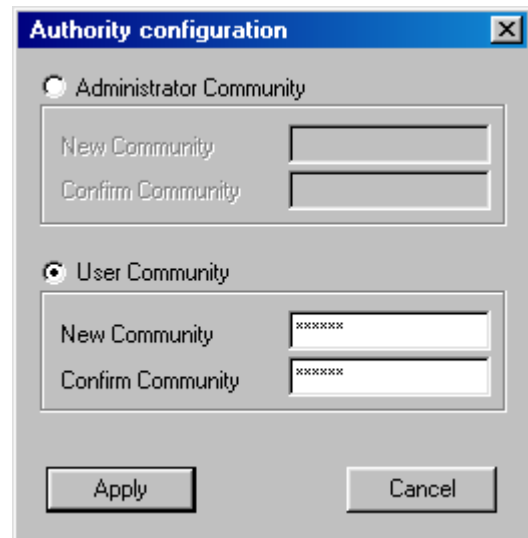 Authority configuration
Administrator Community
New Community
Confirm Community
User Community
New Community ******
Confirm Community ******
Apply Cancel